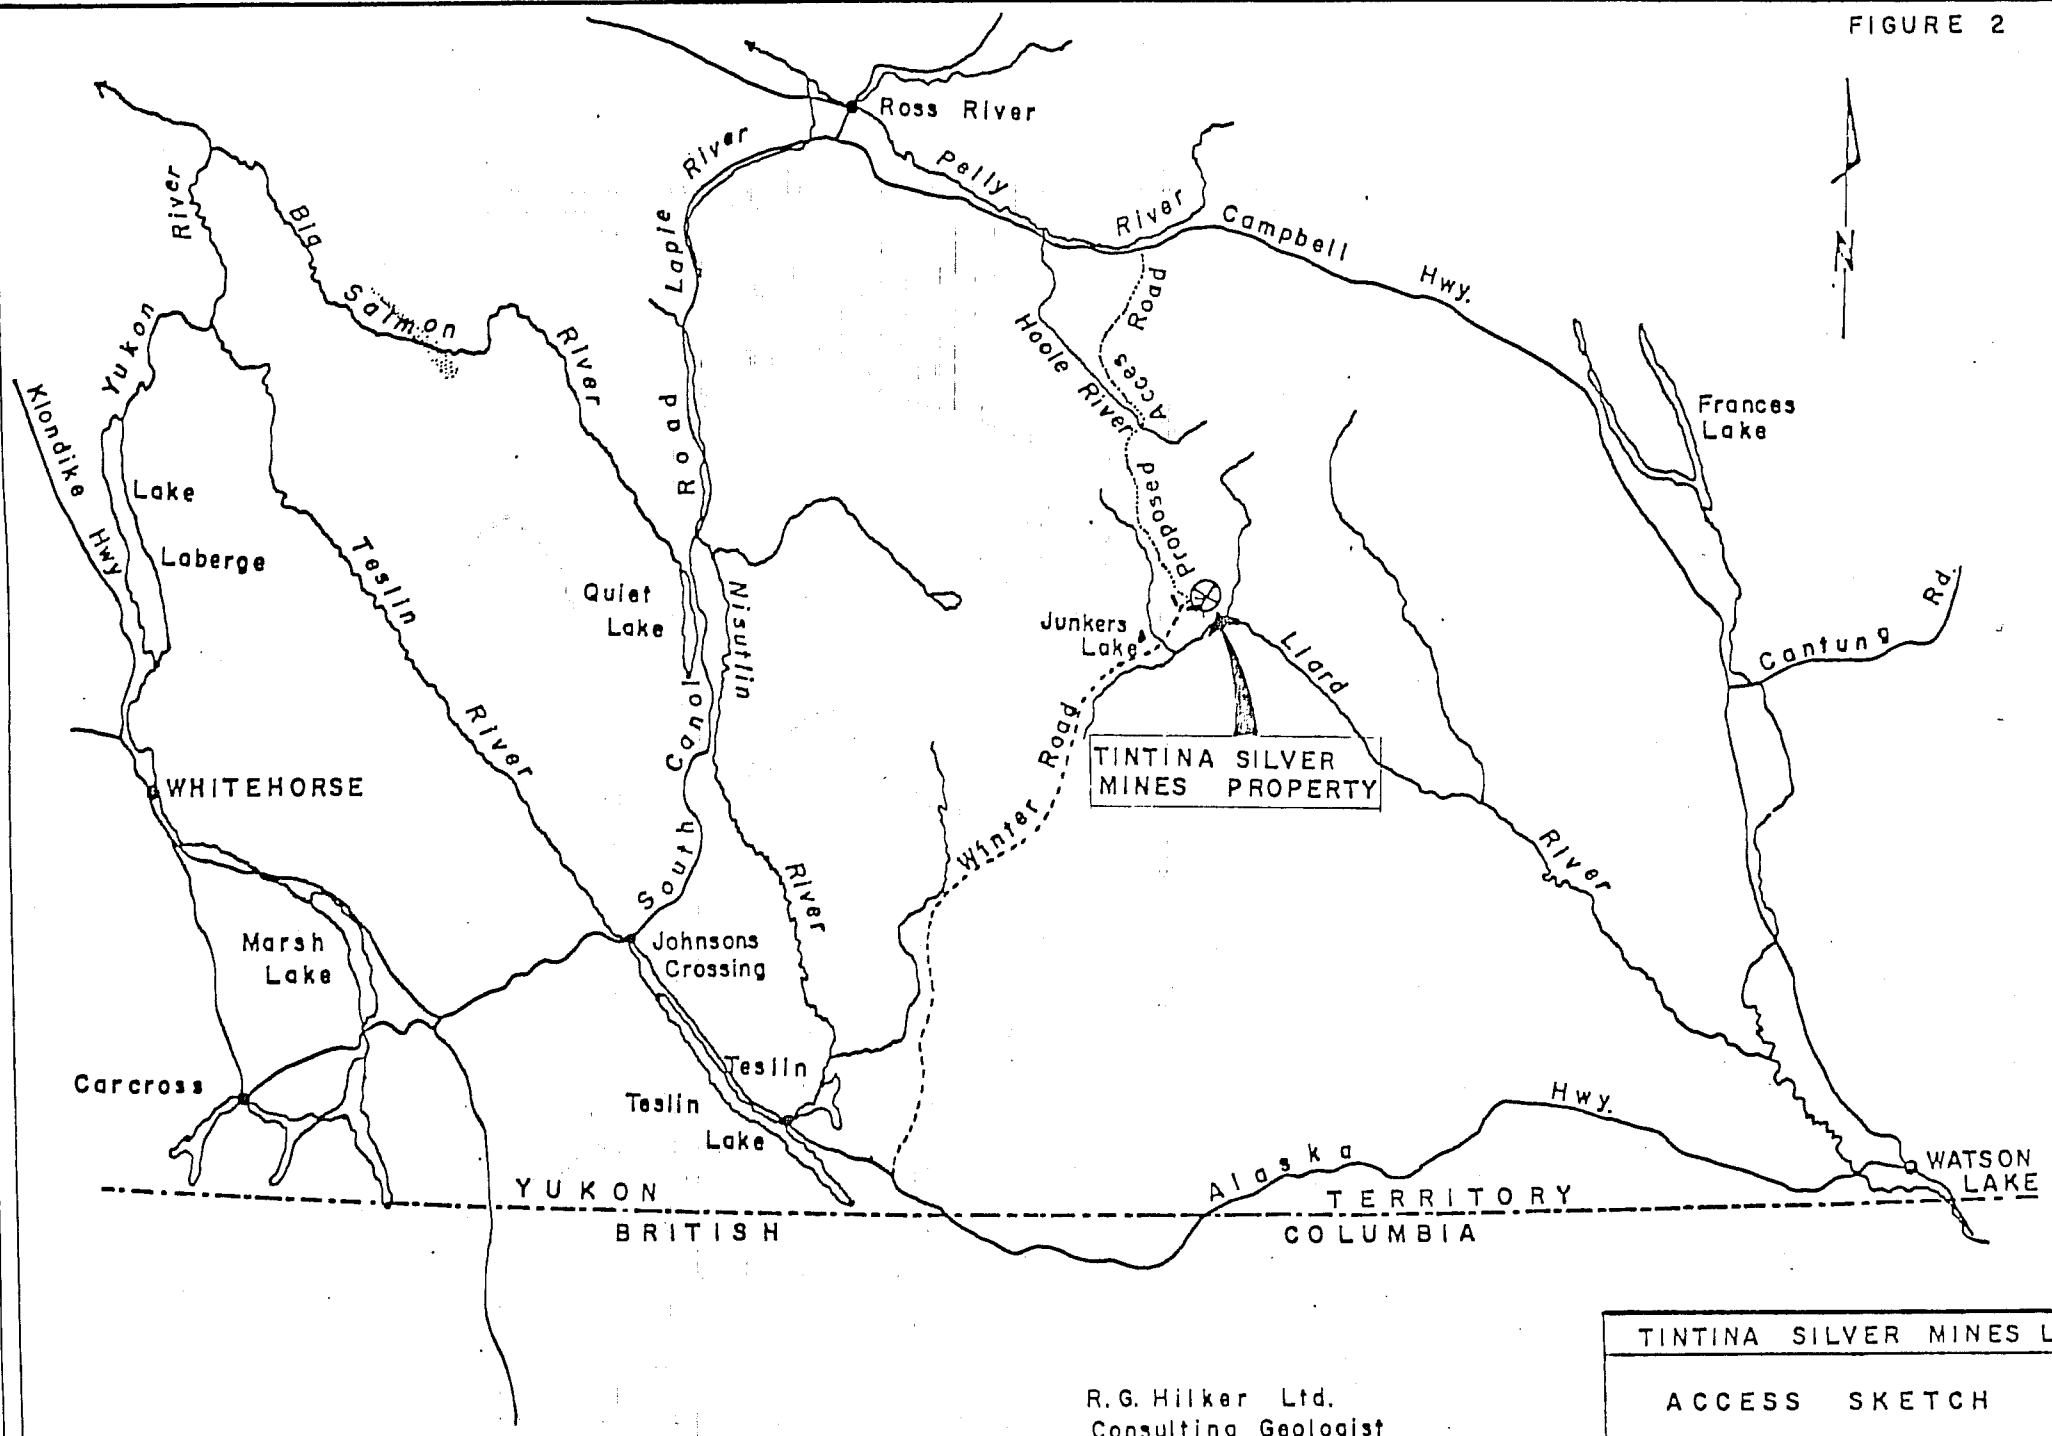 FIGURE 2
Ross River
Pelly River
Campbell Hwy.
Lapie River
River
Big Salmon River
Yukon
Klondike Hwy
Lake
Laberge
Teslin River
South Canol Road
Quiet
Lake
Nisutlin River
Hoole River
Proposed Acces Road
Junkers
Lake
Liard River
Frances
Lake
Cantung Rd.
N
TINTINA SILVER
MINES PROPERTY
Winter Road
WHITEHORSE
Marsh
Lake
Johnsons
Crossing
Carcross
Teslin
Teslin
Lake
Alaska Hwy.
WATSON
LAKE
YUKON TERRITORY
BRITISH COLUMBIA
TINTINA SILVER MINES L
ACCESS SKETCH
R.G. Hilker Ltd.
Consulting Geologist